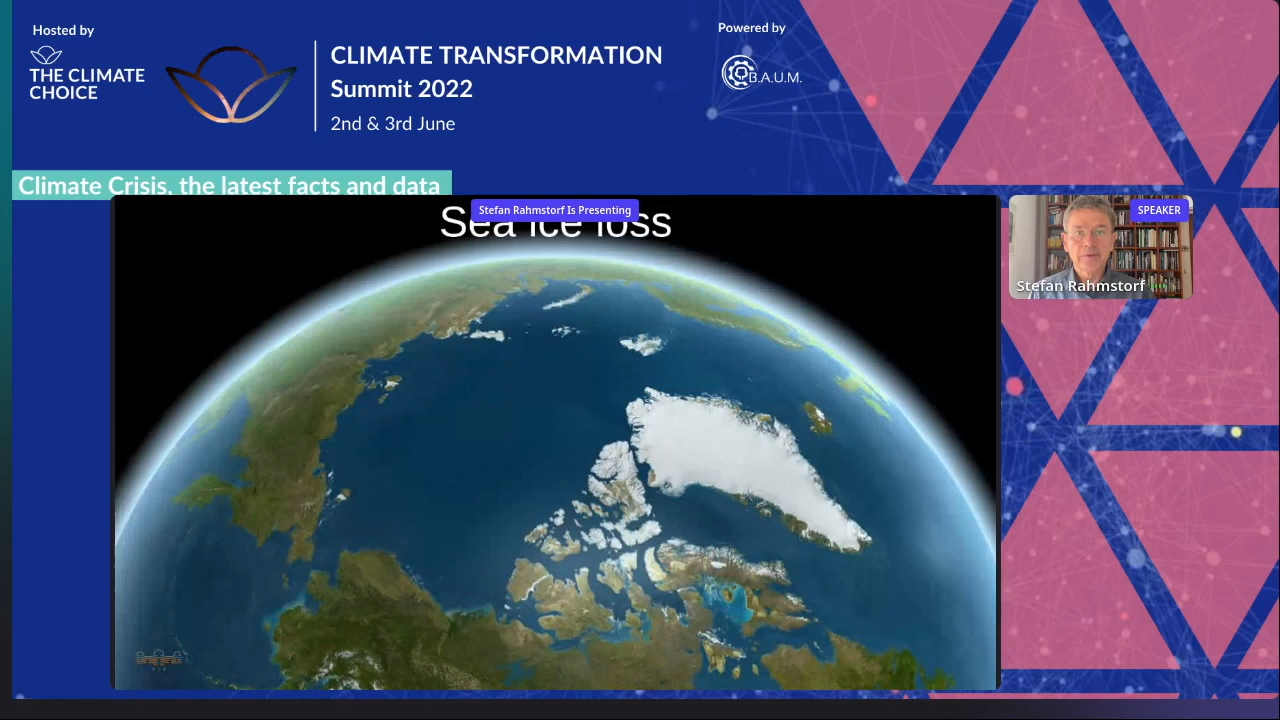 Hosted by
THE CLIMATE
CHOICE
CLIMATE TRANSFORMATION
Summit 2022
2nd & 3rd June
Powered by
B.A.U.M.
Climate Crisis, the latest facts and data
Stefan Rahmstorf Is Presenting
Sea ice loss
SPEAKER
Stefan Rahmstorf